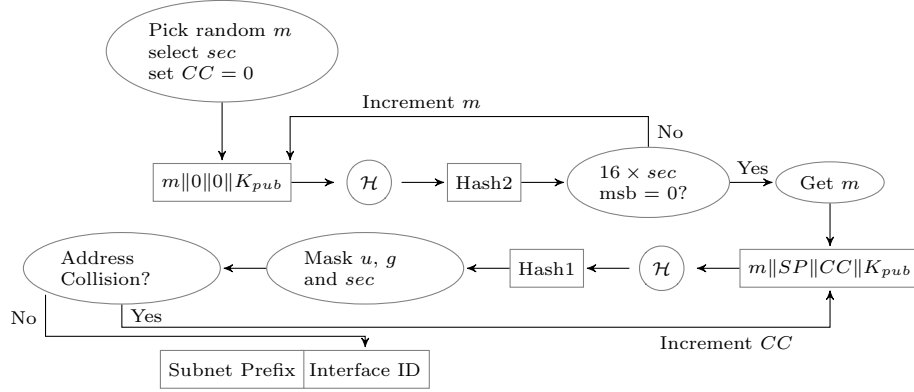 Pick random m
select sec
set CC = 0
Increment m
No
m‖0‖0‖K_pub
H
Hash2
16 × sec
msb = 0?
Yes
Get m
Address
Collision?
Mask u, g
and sec
Hash1
H
m‖SP‖CC‖K_pub
No
Yes
Increment CC
Subnet Prefix
Interface ID